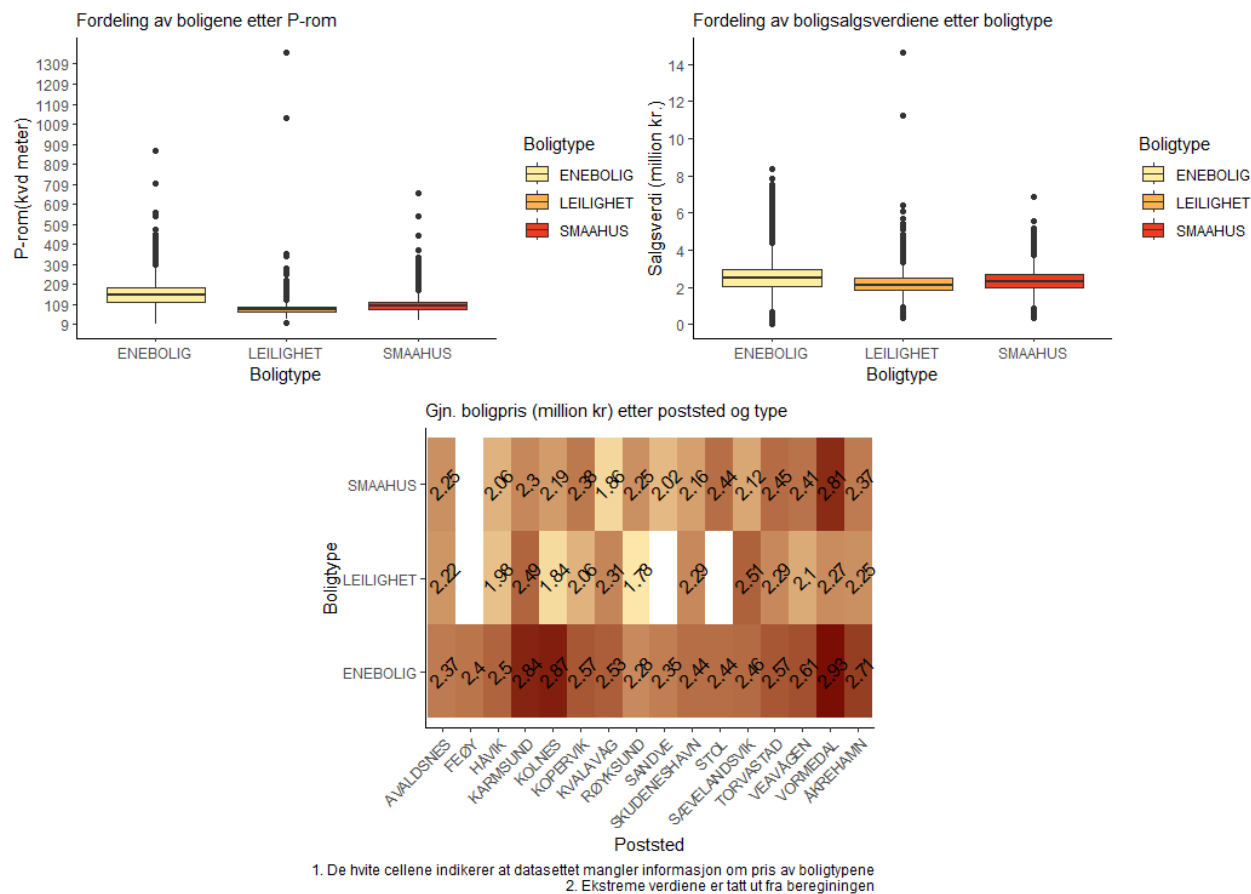 Fordeling av boligene etter P-rom
P-rom(kvd meter)
1309
1209
1109
1009
909
809
709
609
509
409
309
209
109
9
ENEBOLIG LEILIGHET SMAAHUS
Boligtype
Boligtype
ENEBOLIG
LEILIGHET
SMAAHUS
Fordeling av boligsalgsverdiene etter boligtype
Salgsverdi (million kr.)
14
12
10
8
6
4
2
0
ENEBOLIG LEILIGHET SMAAHUS
Boligtype
Boligtype
ENEBOLIG
LEILIGHET
SMAAHUS
Gjn. boligpris (million kr) etter poststed og type
Boligtype
SMAAHUS 2.25 2.06 2.3 2.19 2.38 1.86 2.25 2.02 2.16 2.44 2.12 2.45 2.41 2.81 2.37
LEILIGHET 2.22 1.98 2.49 1.84 2.06 2.31 1.78 2.29 2.51 2.29 2.1 2.27 2.25
ENEBOLIG 2.37 2.4 2.5 2.84 2.87 2.57 2.53 2.28 2.35 2.44 2.44 2.46 2.57 2.61 2.93 2.71
AVALDSNES
FEØY
HÅVIK
KARMSUND
KOLNES
KOPERVIK
KVALAVÅG
RØYKSUND
SANDVE
SKUDENESHAVN
STOL
SÆVELANDSVIK
TORVASTAD
VEAVÅGEN
VORMEDAL
ÅKREHAMN
Poststed
1. De hvite cellene indikerer at datasettet mangler informasjon om pris av boligtypene
2. Ekstreme verdiene er tatt ut fra bereginingen